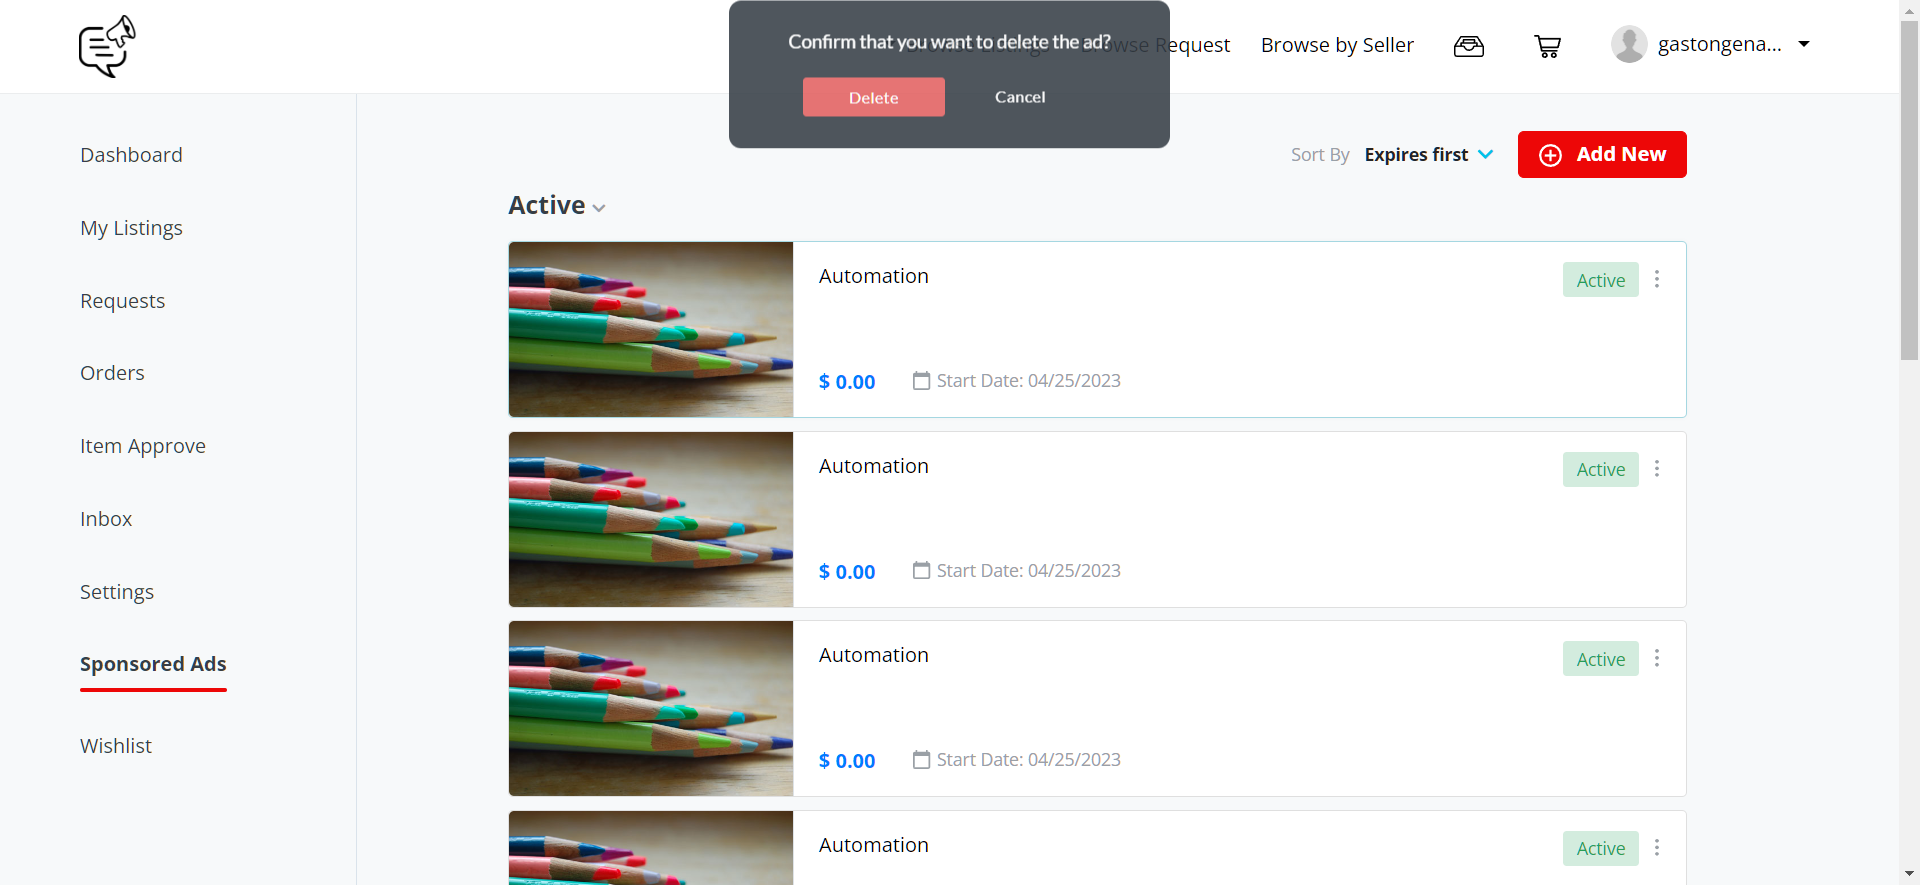 Confirm that you want to delete the ad?
Delete
Cancel
Request
Browse by Seller
gastongena...
Dashboard
My Listings
Requests
Orders
Item Approve
Inbox
Settings
Sponsored Ads
Wishlist
Sort By
Expires first
Add New
Active
Automation
Active
$ 0.00
Start Date: 04/25/2023
Automation
Active
$ 0.00
Start Date: 04/25/2023
Automation
Active
$ 0.00
Start Date: 04/25/2023
Automation
Active